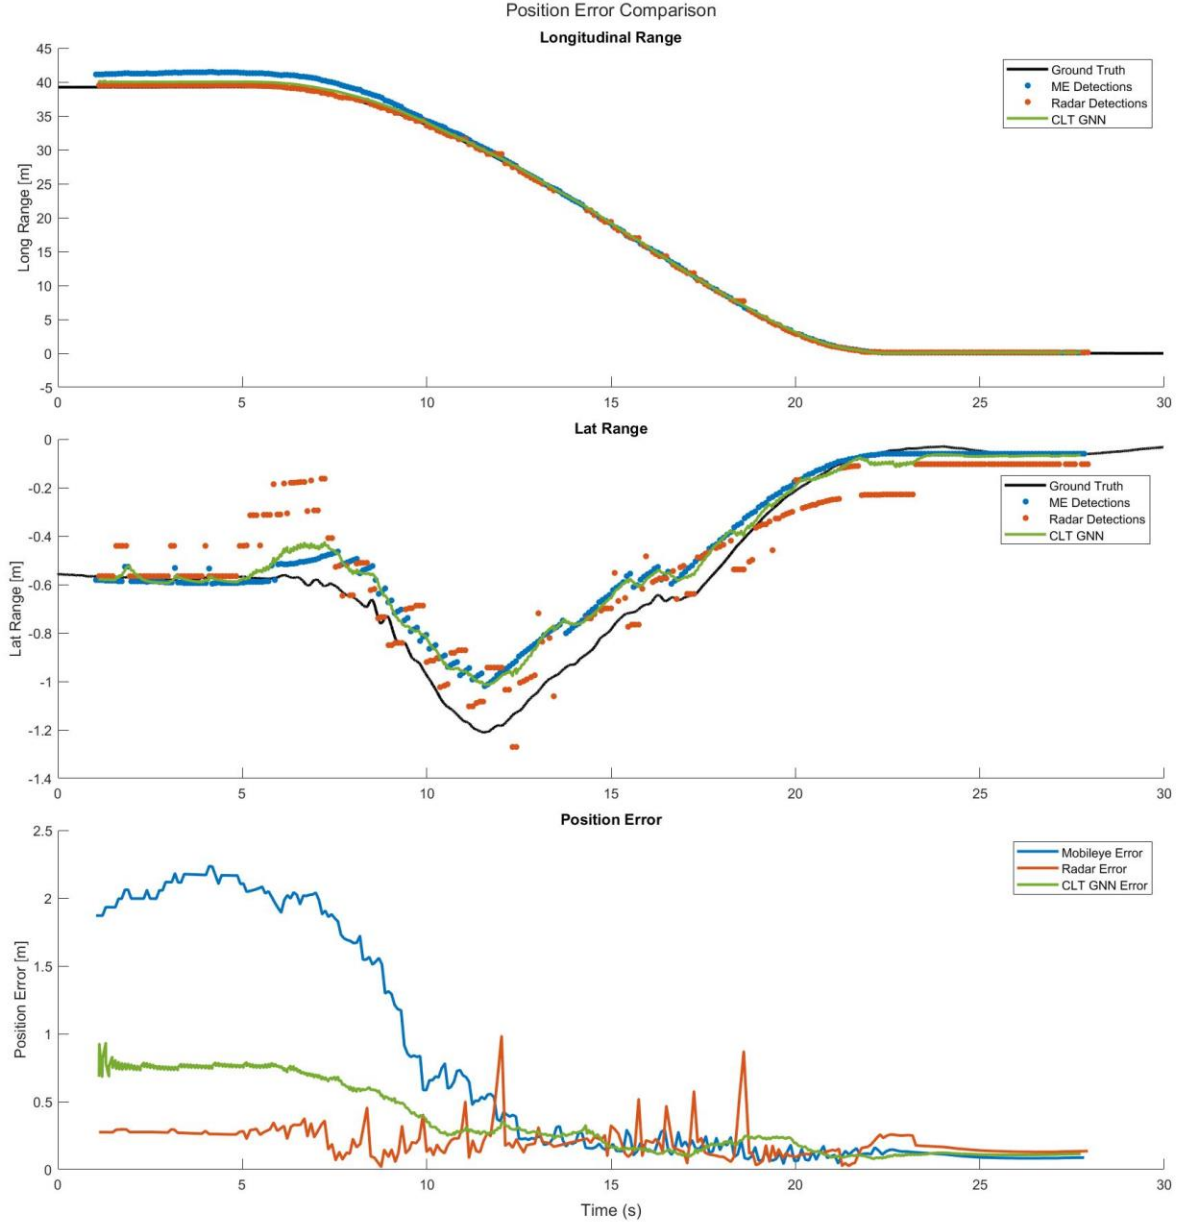 Position Error Comparison
Longitudinal Range
45
40
35
30
25
20
15
10
5
0
-5
Long Range [m]
Ground Truth
ME Detections
Radar Detections
CLT GNN
0 5 10 15 20 25 30
Lat Range
0
-0.2
-0.4
-0.6
-0.8
-1
-1.2
-1.4
Lat Range [m]
Ground Truth
ME Detections
Radar Detections
CLT GNN
0 5 10 15 20 25 30
Position Error
2.5
2
1.5
1
0.5
0
Position Error [m]
Mobileye Error
Radar Error
CLT GNN Error
0 5 10 15 20 25 30
Time (s)